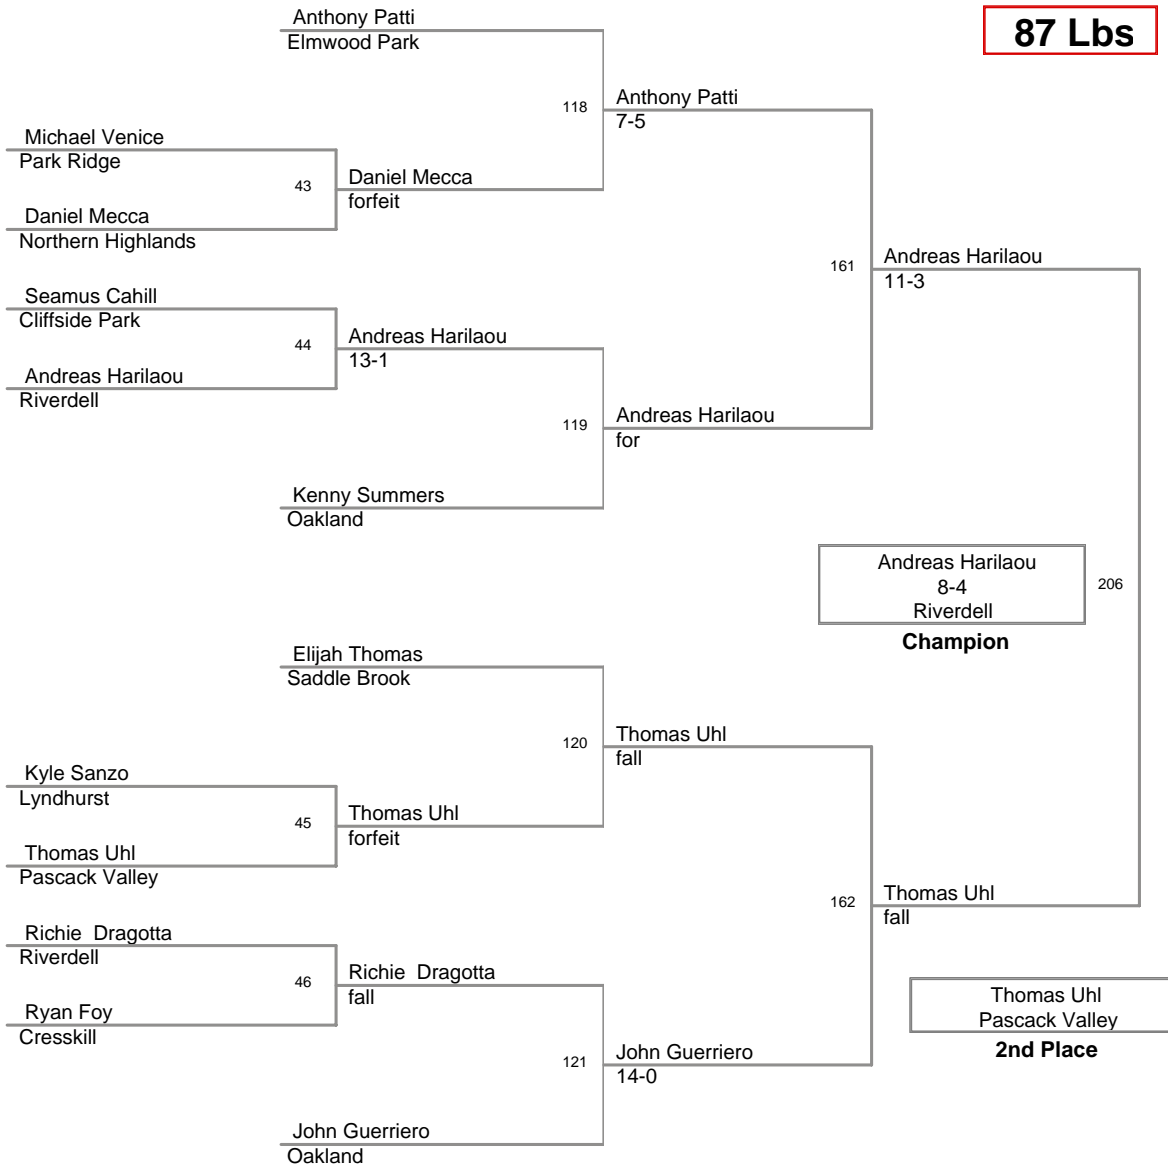 87 Lbs
Anthony Patti
Elmwood Park
118
Anthony Patti
7-5
Michael Venice
Park Ridge
43
Daniel Mecca
forfeit
Daniel Mecca
Northern Highlands
161
Andreas Harilaou
11-3
Seamus Cahill
Cliffside Park
44
Andreas Harilaou
13-1
Andreas Harilaou
Riverdell
119
Andreas Harilaou
for
Kenny Summers
Oakland
Andreas Harilaou
8-4
Riverdell
206
Champion
Elijah Thomas
Saddle Brook
120
Thomas Uhl
fall
Kyle Sanzo
Lyndhurst
45
Thomas Uhl
forfeit
Thomas Uhl
Pascack Valley
162
Thomas Uhl
fall
Richie Dragotta
Riverdell
46
Richie Dragotta
fall
Ryan Foy
Cresskill
Thomas Uhl
Pascack Valley
2nd Place
121
John Guerriero
14-0
John Guerriero
Oakland